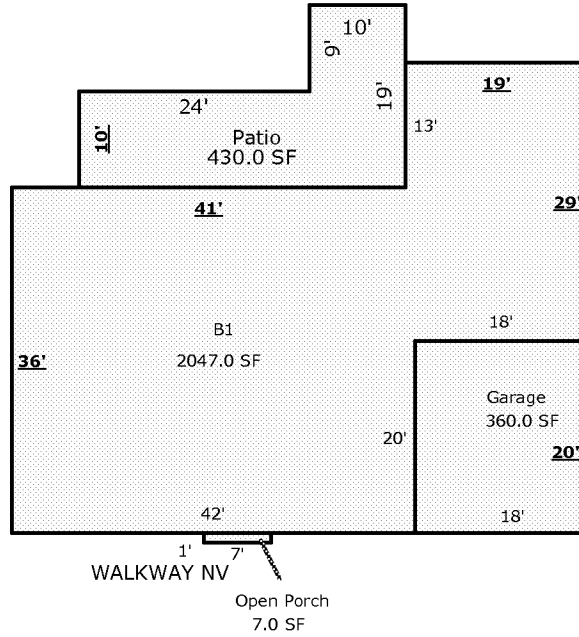 10'
9'
19'
19'
24'
13'
10'
Patio
430.0 SF
41'
29'
B1
2047.0 SF
18'
36'
Garage
360.0 SF
20'
20'
42'
18'
1'
7'
WALKWAY NV
Open Porch
7.0 SF